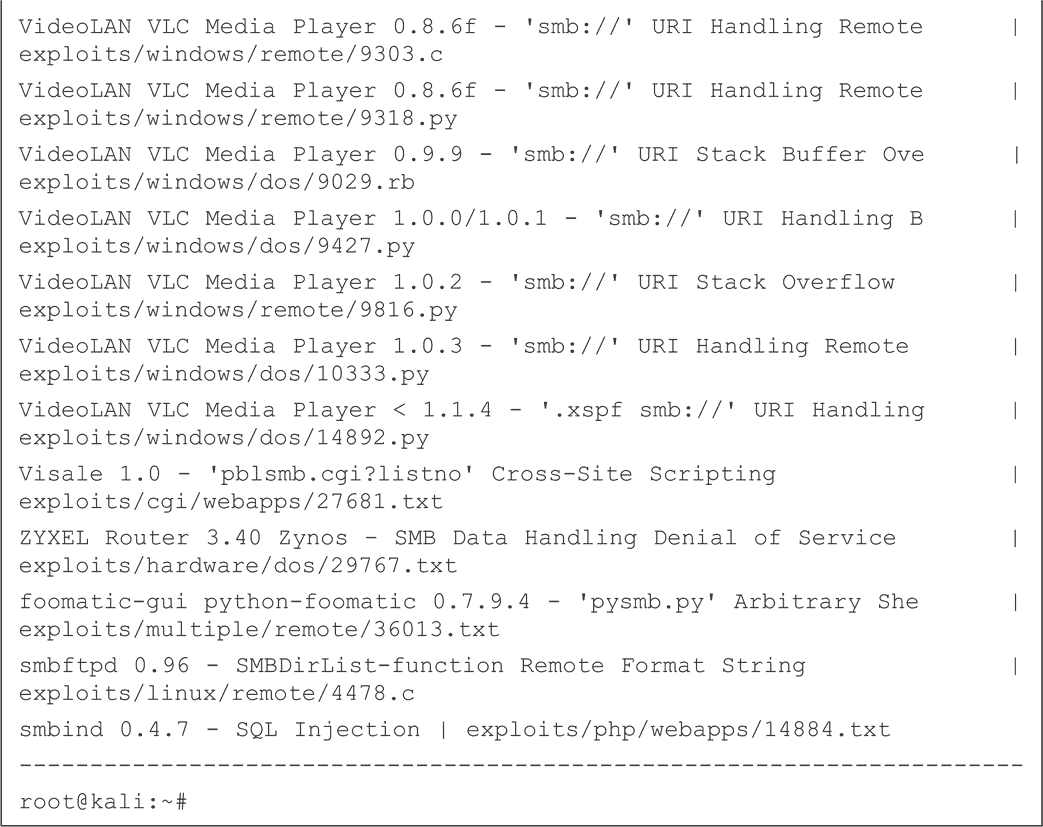 VideoLAN VLC Media Player 0.8.6f - 'smb://' URI Handling Remote |
exploits/windows/remote/9303.c
VideoLAN VLC Media Player 0.8.6f - 'smb://' URI Handling Remote |
exploits/windows/remote/9318.py
VideoLAN VLC Media Player 0.9.9 - 'smb://' URI Stack Buffer Ove |
exploits/windows/dos/9029.rb
VideoLAN VLC Media Player 1.0.0/1.0.1 - 'smb://' URI Handling B |
exploits/windows/dos/9427.py
VideoLAN VLC Media Player 1.0.2 - 'smb://' URI Stack Overflow |
exploits/windows/remote/9816.py
VideoLAN VLC Media Player 1.0.3 - 'smb://' URI Handling Remote |
exploits/windows/dos/10333.py
VideoLAN VLC Media Player < 1.1.4 - '.xspf smb://' URI Handling |
exploits/windows/dos/14892.py
Visale 1.0 - 'pblsmb.cgi?listno' Cross-Site Scripting |
exploits/cgi/webapps/27681.txt
ZYXEL Router 3.40 Zynos - SMB Data Handling Denial of Service |
exploits/hardware/dos/29767.txt
foomatic-gui python-foomatic 0.7.9.4 - 'pysmb.py' Arbitrary She |
exploits/multiple/remote/36013.txt
smbftpd 0.96 - SMBDirList-function Remote Format String |
exploits/linux/remote/4478.c
smbind 0.4.7 - SQL Injection | exploits/php/webapps/14884.txt
-----------------------------------------------------------------------
root@kali:~#